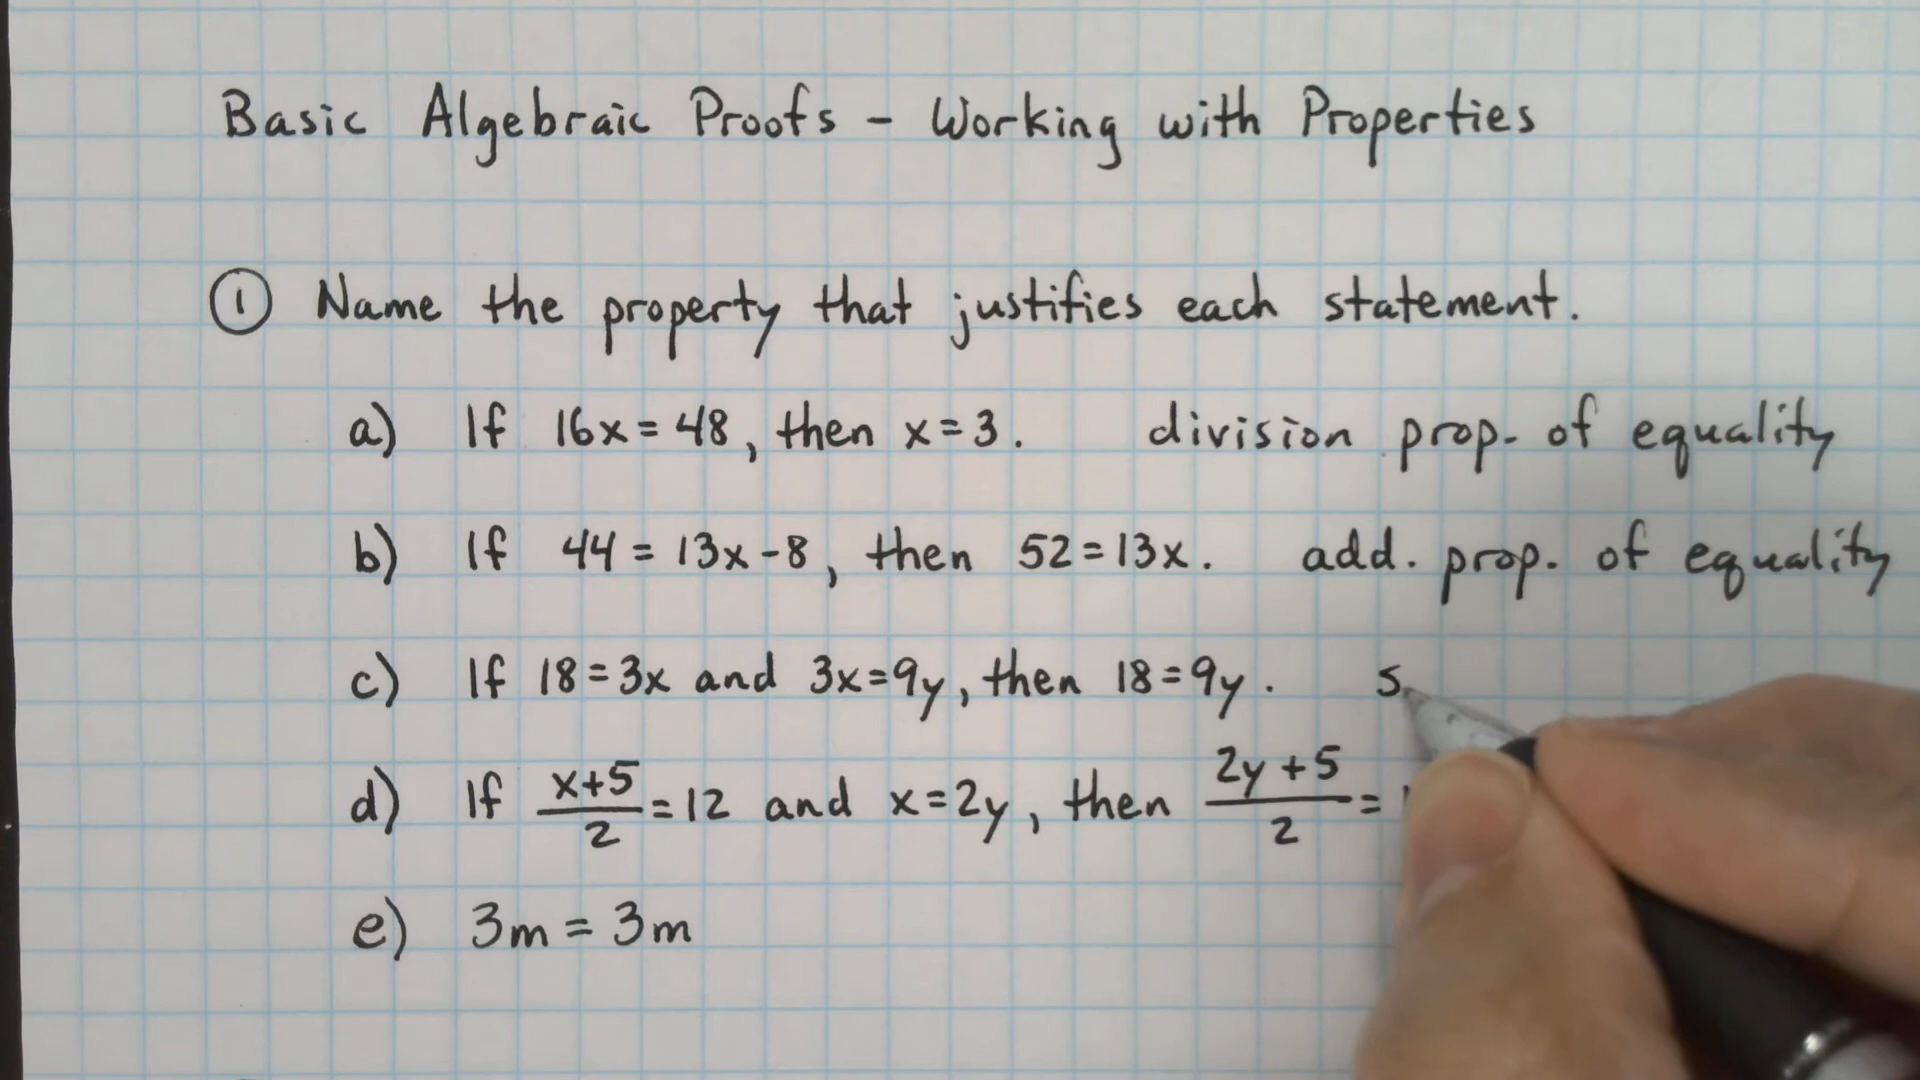 Basic Algebraic Proofs - Working with Properties
① Name the property that justifies each statement.
a) If 16x = 48, then x = 3. division prop. of equality
b) If 44 = 13x - 8, then 52 = 13x. add. prop. of equality
c) If 18 = 3x and 3x = 9y, then 18 = 9y. s
d) If (x+5)/2 = 12 and x = 2y, then (2y+5)/2 =
e) 3m = 3m